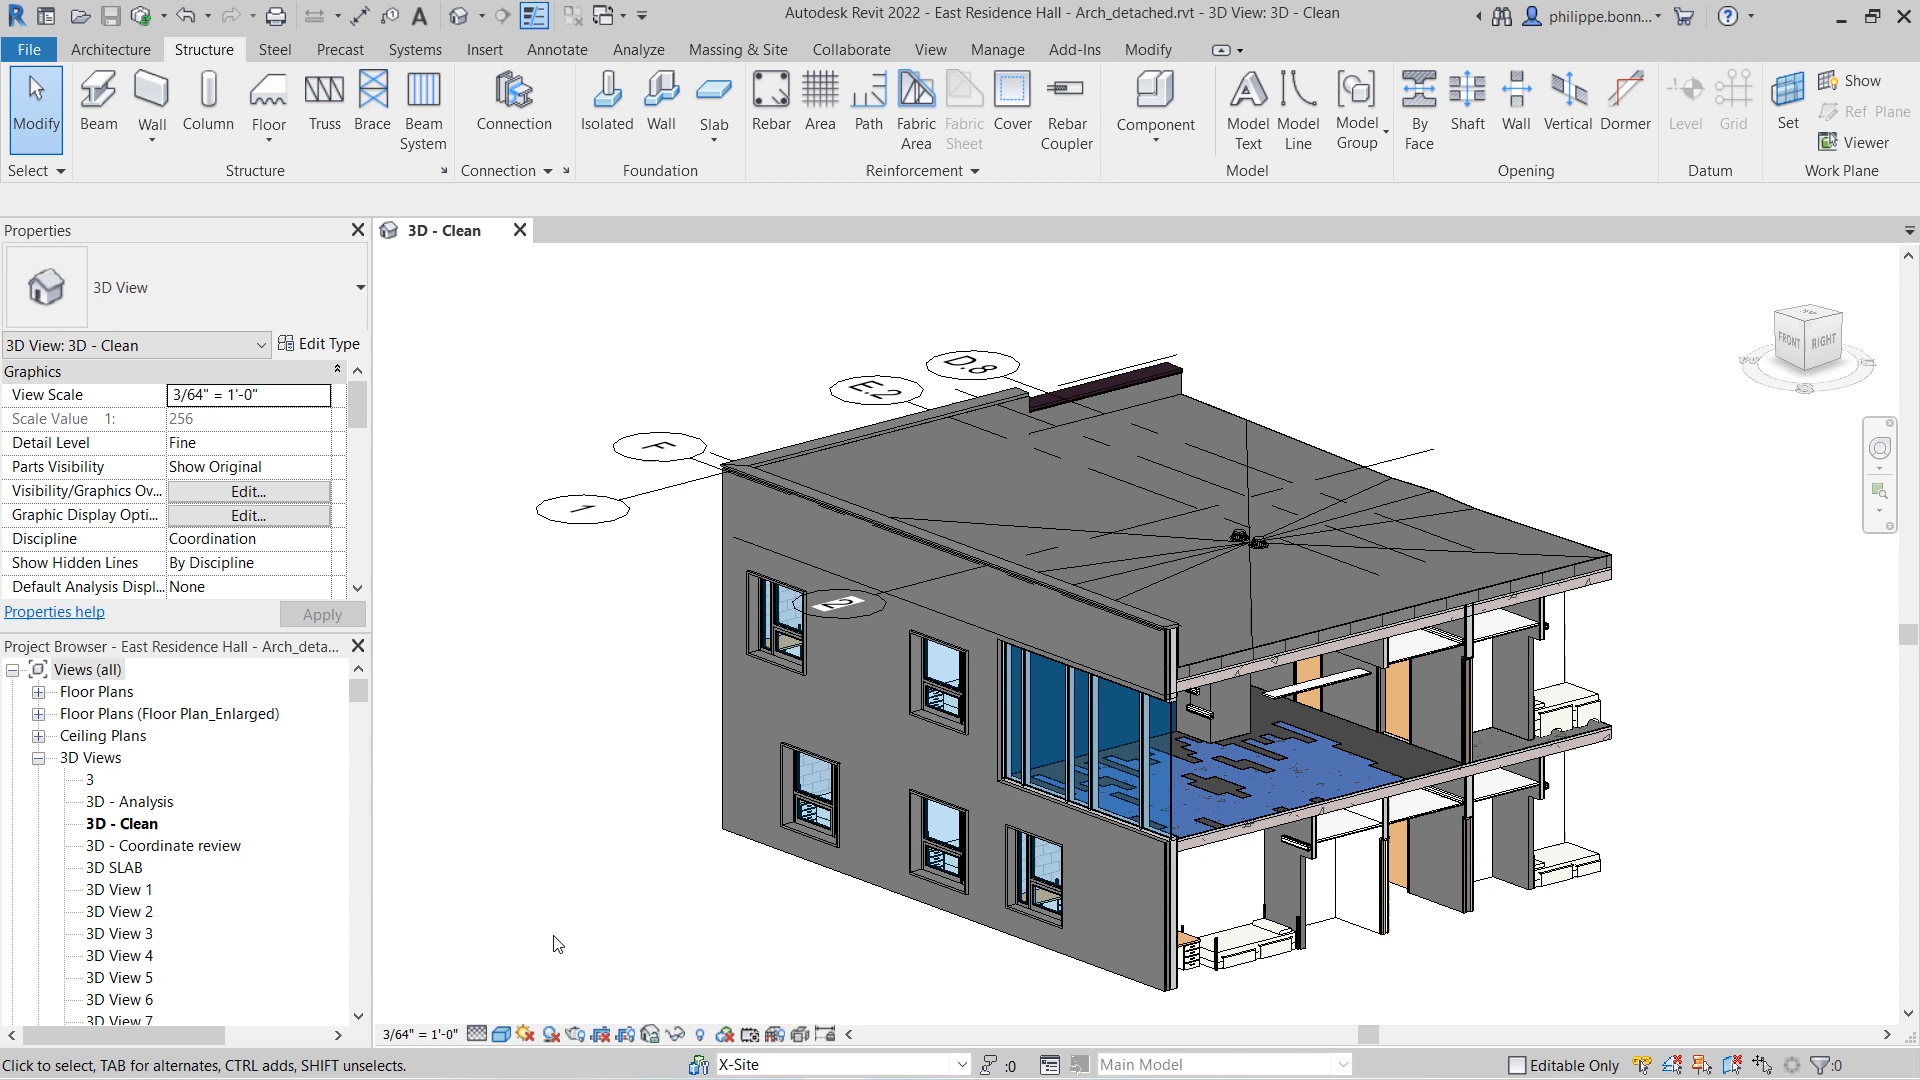 Autodesk Revit 2022 - East Residence Hall - Arch_detached.rvt - 3D View: 3D - Clean
philippe.bonn...
File Architecture Structure Steel Precast Systems Insert Annotate Analyze Massing & Site Collaborate View Manage Add-Ins Modify
Modify Beam Wall Column Floor Truss Brace Beam System Connection Isolated Wall Slab Rebar Area Path Fabric Area Fabric Sheet Cover Rebar Coupler Component Model Text Model Line Model Group By Face Shaft Wall Vertical Dormer Level Grid Set Show
Ref Plane
Viewer
Select Structure Connection Foundation Reinforcement Model Opening Datum Work Plane
Properties
3D - Clean
3D View
3D View: 3D - Clean Edit Type
Graphics
View Scale 3/64" = 1'-0"
Scale Value 1: 256
Detail Level Fine
Parts Visibility Show Original
Visibility/Graphics Ov... Edit...
Graphic Display Opti... Edit...
Discipline Coordination
Show Hidden Lines By Discipline
Default Analysis Displ... None
Properties help Apply
Project Browser - East Residence Hall - Arch_deta...
Views (all)
Floor Plans
Floor Plans (Floor Plan_Enlarged)
Ceiling Plans
3D Views
3
3D - Analysis
3D - Clean
3D - Coordinate review
3D SLAB
3D View 1
3D View 2
3D View 3
3D View 4
3D View 5
3D View 6
3D View 7
D.8
E.2
F
1
2
FRONT RIGHT
3/64" = 1'-0"
Click to select, TAB for alternates, CTRL adds, SHIFT unselects.
X-Site
:0
Main Model
Editable Only
:0